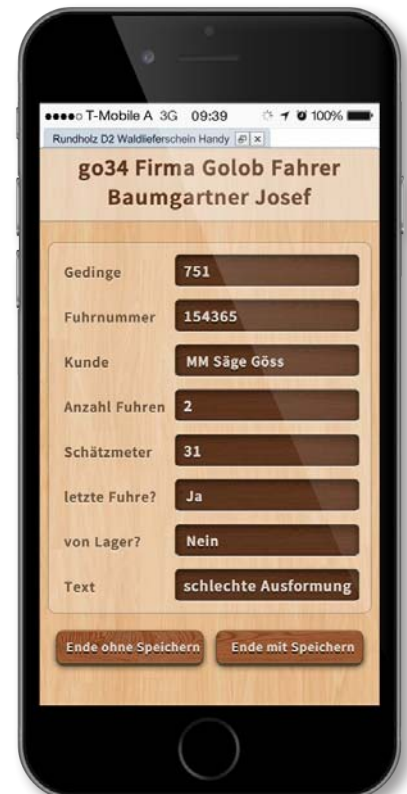 T-Mobile A 3G 09:39 100%
Rundholz D2 Waldlieferschein Handy
go34 Firma Golob Fahrer
Baumgartner Josef
Gedinge 751
Fuhrnummer 154365
Kunde MM Säge Göss
Anzahl Fuhren 2
Schätzmeter 31
letzte Fuhre? Ja
von Lager? Nein
Text schlechte Ausformung
Ende ohne Speichern Ende mit Speichern